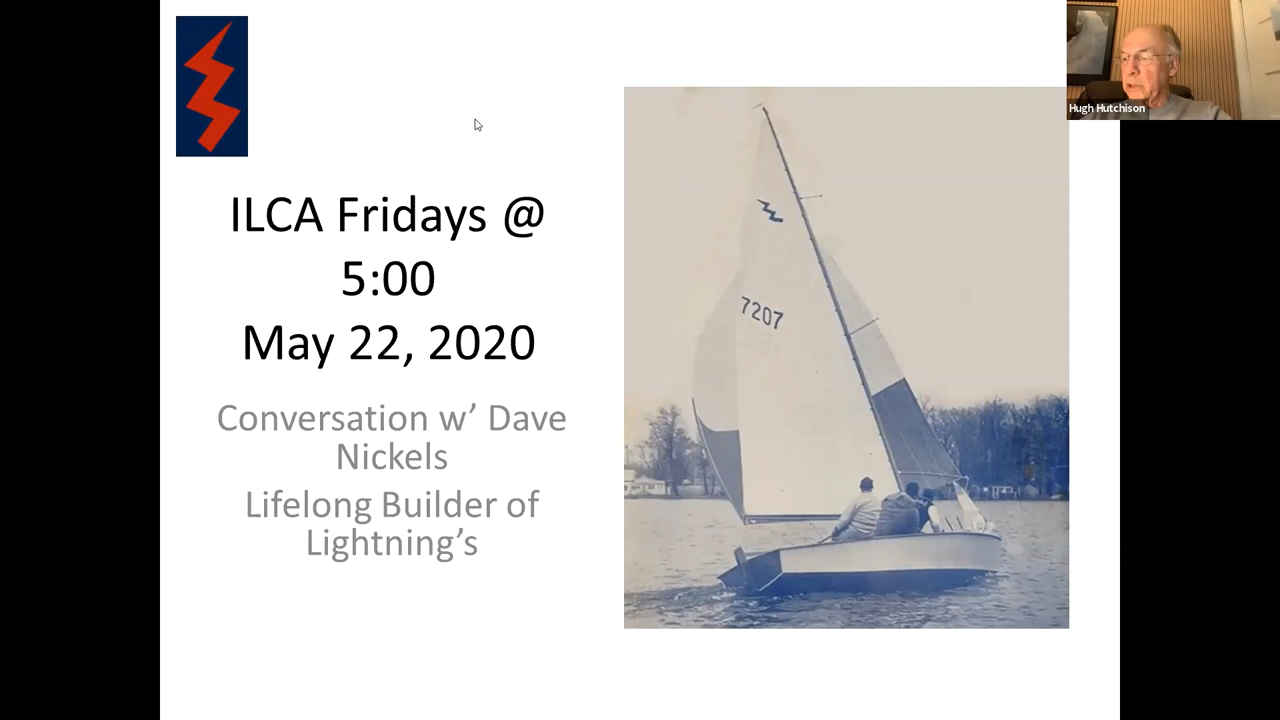 Hugh Hutchison
ILCA Fridays @
5:00
May 22, 2020
Conversation w’ Dave
Nickels
Lifelong Builder of
Lightning’s
7207